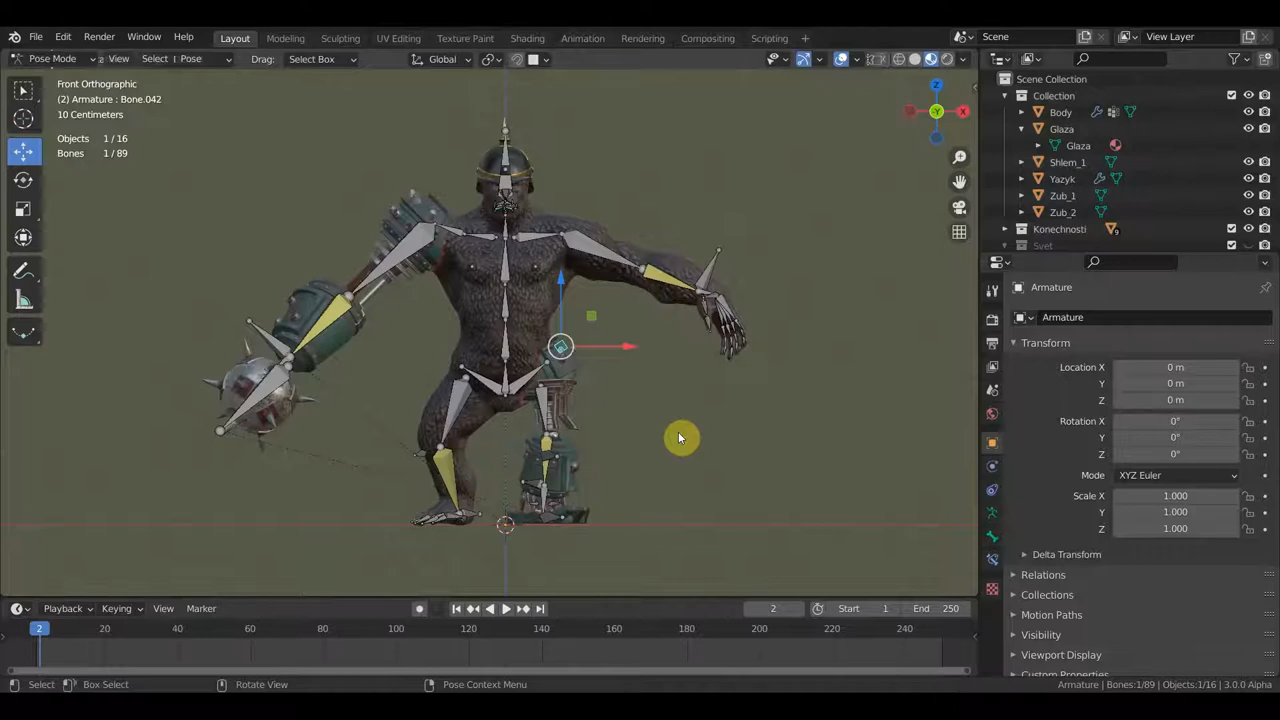 File Edit Render Window Help Layout Modeling Sculpting UV Editing Texture Paint Shading Animation Rendering Compositing Scripting + Scene View Layer
Pose Mode View Select Pose Drag: Select Box Global
Front Orthographic
(2) Armature : Bone.042
10 Centimeters
Objects 1 / 16
Bones 1 / 89
Z
Y
X
Scene Collection
Collection
Body
Glaza
Glaza
Shlem_1
Yazyk
Zub_1
Zub_2
Konechnosti 9
Svet
Armature
Armature
Transform
Location X 0 m
Y 0 m
Z 0 m
Rotation X 0°
Y 0°
Z 0°
Mode XYZ Euler
Scale X 1.000
Y 1.000
Z 1.000
Delta Transform
Relations
Collections
Motion Paths
Visibility
Viewport Display
Custom Properties
Playback Keying View Marker 2 Start 1 End 250
2 20 40 60 80 100 120 140 160 180 200 220 240
Select Box Select Rotate View Pose Context Menu Armature | Bones:1/89 | Objects:1/16 | 3.0.0 Alpha